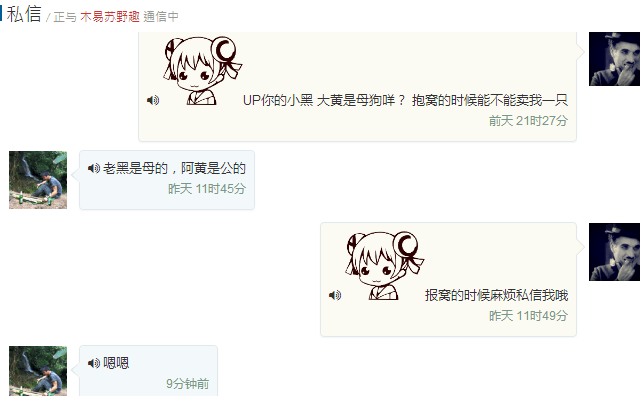 私信 / 正与 木易苏野趣 通信中
UP你的小黑 大黄是母狗咩？ 抱窝的时候能不能卖我一只
前天 21时27分
老黑是母的，阿黄是公的
昨天 11时45分
报窝的时候麻烦私信我哦
昨天 11时49分
嗯嗯
9分钟前